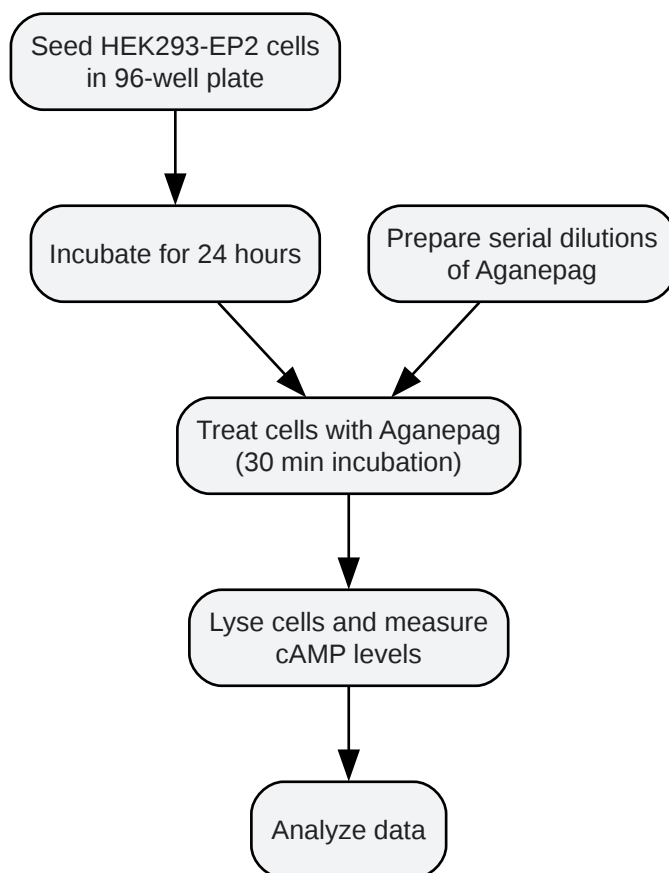 Seed HEK293-EP2 cells
in 96-well plate
Incubate for 24 hours
Prepare serial dilutions
of Aganepag
Treat cells with Aganepag
(30 min incubation)
Lyse cells and measure
cAMP levels
Analyze data